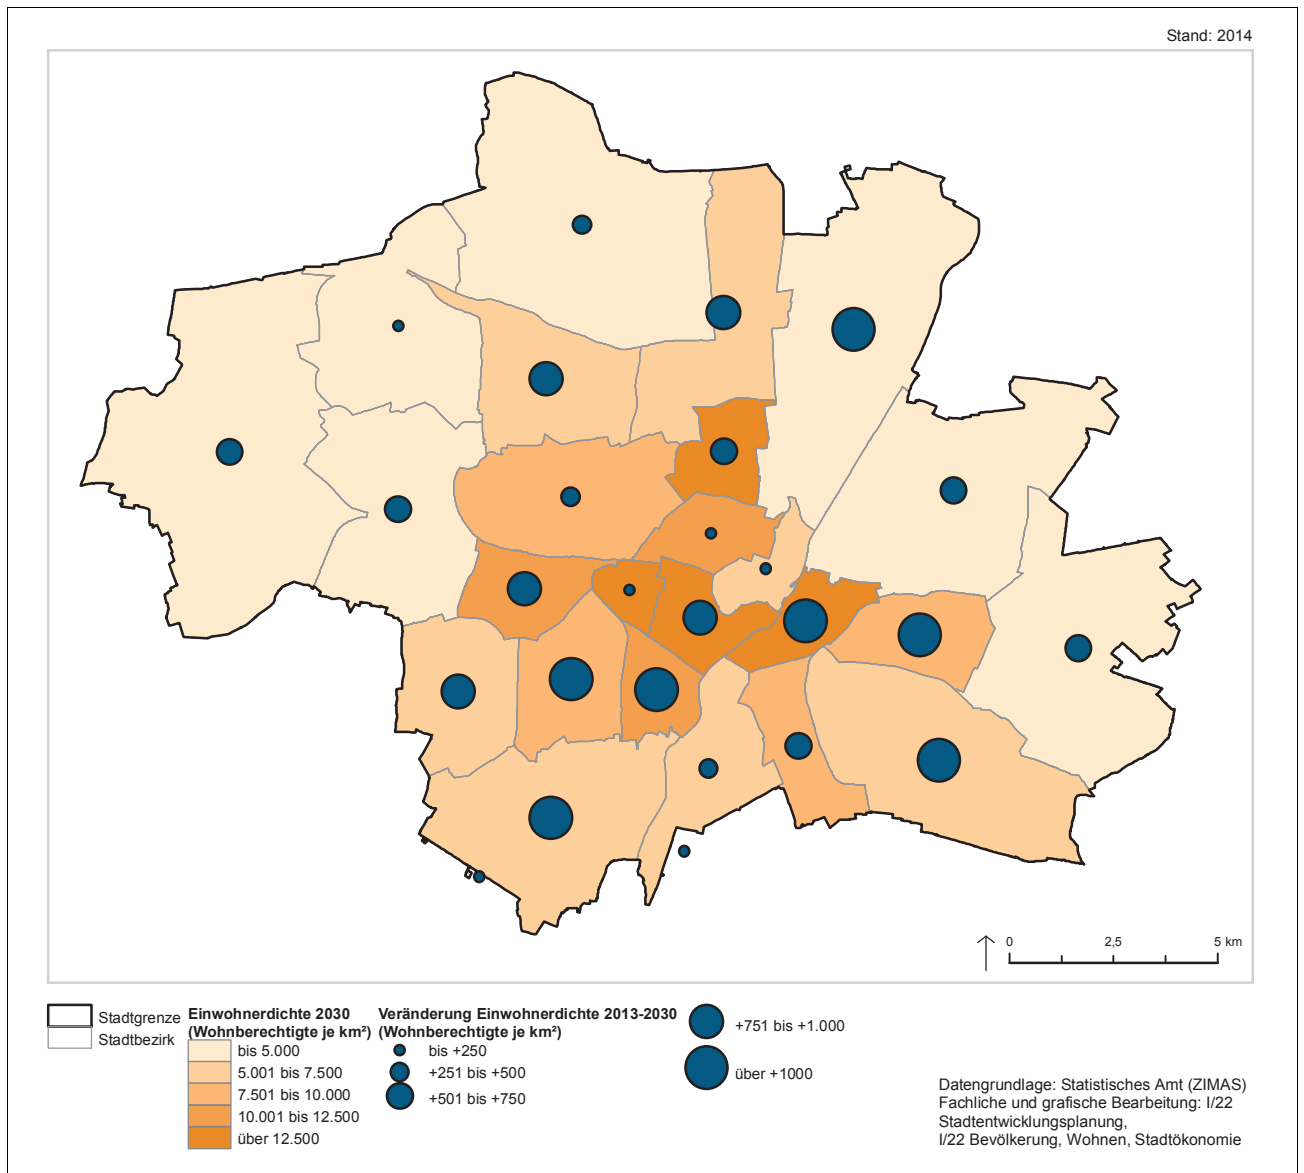 Stand: 2014
0 2,5 5 km
Stadtgrenze
Stadtbezirk
Einwohnerdichte 2030
(Wohnberechtigte je km²)
bis 5.000
5.001 bis 7.500
7.501 bis 10.000
10.001 bis 12.500
über 12.500
Veränderung Einwohnerdichte 2013-2030
(Wohnberechtigte je km²)
bis +250
+251 bis +500
+501 bis +750
+751 bis +1.000
über +1000
Datengrundlage: Statistisches Amt (ZIMAS)
Fachliche und grafische Bearbeitung: I/22
Stadtentwicklungsplanung,
I/22 Bevölkerung, Wohnen, Stadtökonomie